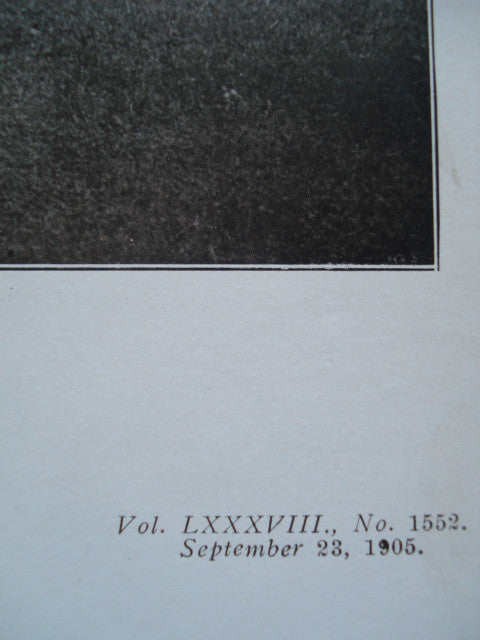 Vol. LXXXVIII., No. 1552.
September 23, 1905.